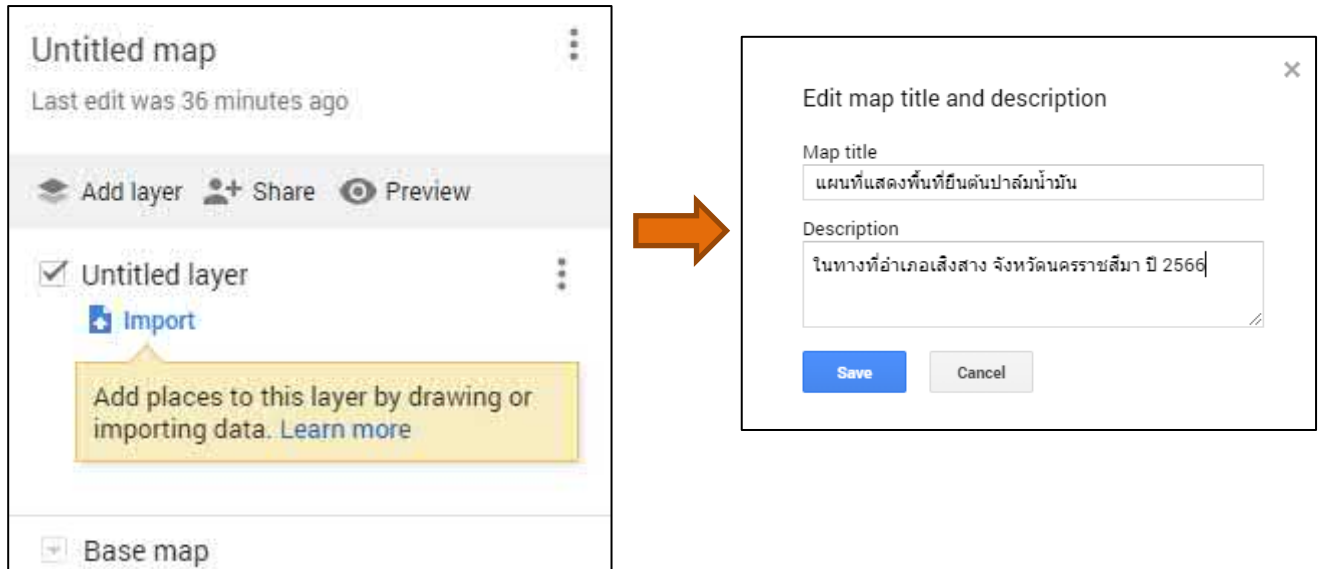 Untitled map
Last edit was 36 minutes ago
Add layer Share Preview
Untitled layer
Import
Add places to this layer by drawing or
importing data. Learn more
Base map
Edit map title and description
Map title
แผนที่แสดงพื้นที่ยืนต้นปาล์มน้ำมัน
Description
ในทางที่อำเภอเสิงสาง จังหวัดนครราชสีมา ปี 2566
Save Cancel